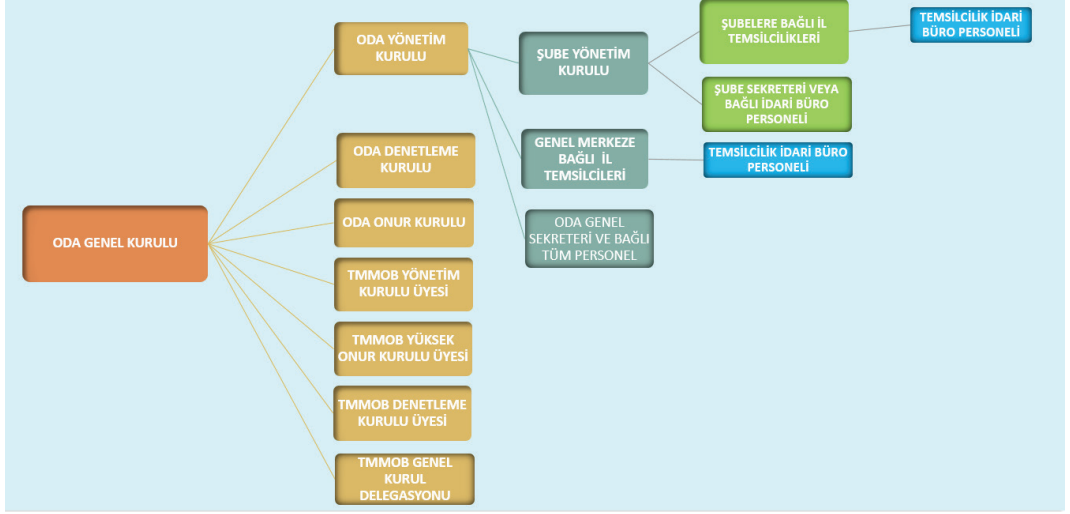 ODA GENEL KURULU
ODA YÖNETİM
KURULU
ODA DENETLEME
KURULU
ODA ONUR KURULU
TMMOB YÖNETİM
KURULU ÜYESİ
TMMOB YÜKSEK
ONUR KURULU ÜYESİ
TMMOB DENETLEME
KURULU ÜYESİ
TMMOB GENEL
KURUL
DELEGASYONU
ŞUBE YÖNETİM
KURULU
GENEL MERKEZE
BAĞLI İL
TEMSİLCİLERİ
ODA GENEL
SEKRETERİ VE BAĞLI
TÜM PERSONEL
ŞUBELERE BAĞLI İL
TEMSİLCİLİKLERİ
ŞUBE SEKRETERİ VEYA
BAĞLI İDARİ BÜRO
PERSONELİ
TEMSİLCİLİK İDARİ BÜRO
PERSONELİ
TEMSİLCİLİK İDARİ
BÜRO PERSONELİ